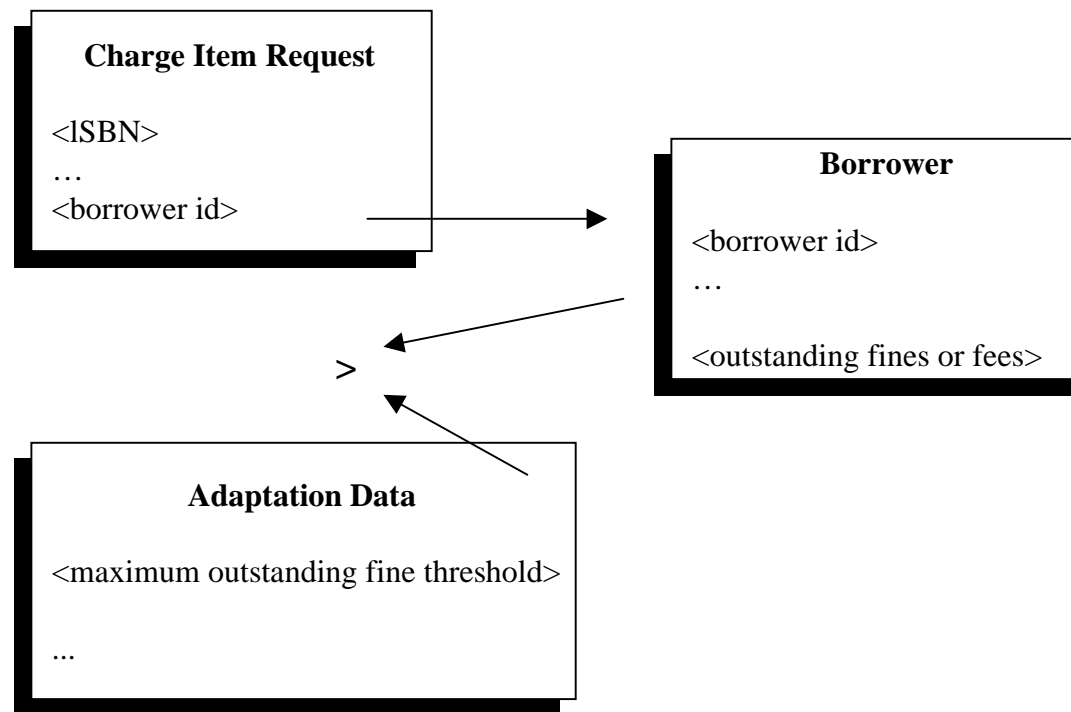 Charge Item Request
<lSBN>
…
<borrower id>
Borrower
<borrower id>
…
<outstanding fines or fees>
>
Adaptation Data
<maximum outstanding fine threshold>
...